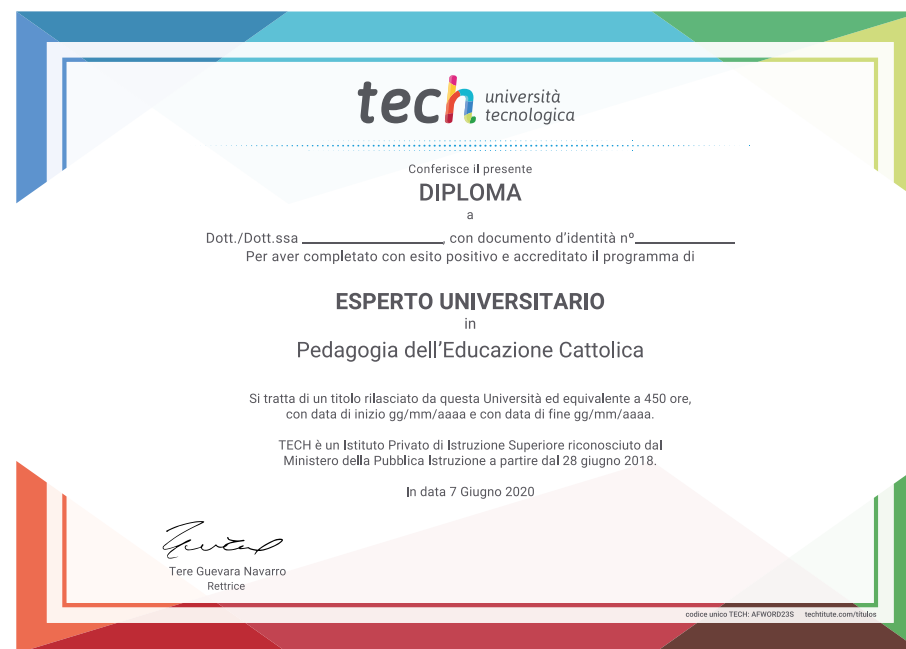 tech università
tecnologica
Conferisce il presente
DIPLOMA
a
Dott./Dott.ssa ____________________, con documento d'identità nº______________
Per aver completato con esito positivo e accreditato il programma di
ESPERTO UNIVERSITARIO
in
Pedagogia dell'Educazione Cattolica
Si tratta di un titolo rilasciato da questa Università ed equivalente a 450 ore,
con data di inizio gg/mm/aaaa e con data di fine gg/mm/aaaa.
TECH è un Istituto Privato di Istruzione Superiore riconosciuto dal
Ministero della Pubblica Istruzione a partire dal 28 giugno 2018.
In data 7 Giugno 2020
Tere Guevara Navarro
Rettrice
codice unico TECH: AFWORD23S techtitute.com/titulos